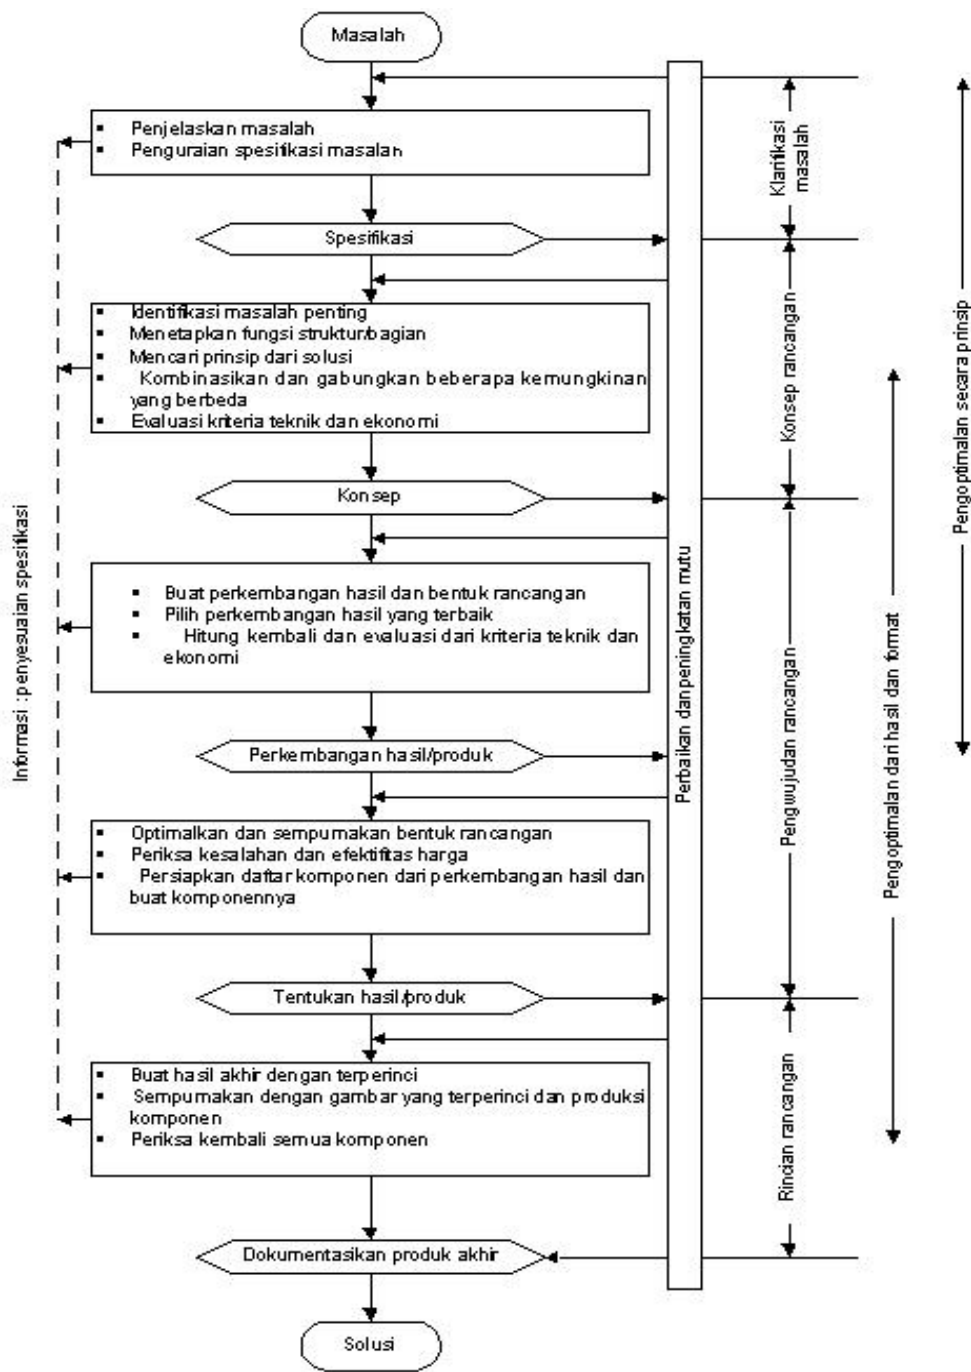 Masalah
▪ Penjelaskan masalah
▪ Penguraian spesifikasi masalan
Spesifikasi
▪ Identifikasi masalah penting
▪ Menetapkan fungsi struktur/bagian
▪ Mencari prinsip dari solusi
▪ Kombinasikan dan gabungkan beberapa kemungkinan
yang berbeda
▪ Evaluasi kriteria teknik dan ekonomi
Konsep
▪ Buat perkembangan hasil dan bentuk rancangan
▪ Pilih perkembangan hasil yang terbaik
▪ Hitung kembali dan evaluasi dari kriteria teknik dan
ekonomi
Perkembangan hasil/produk
▪ Optimalkan dan sempurnakan bentuk rancangan
▪ Periksa kesalahan dan efektifitas harga
▪ Persiapkan daftar komponen dari perkembangan hasil dan
buat komponennya
Tentukan hasil/produk
▪ Buat hasil akhir dengan terperinci
▪ Sempurnakan dengan gambar yang terperinci dan produksi
komponen
▪ Periksa kembali semua komponen
Dokumentasikan produk akhir
Solusi
Informasi : penyesuaian spesifikasi
Perbaikan dan peningkatan mutu
Klarifikasi
masalah
Konsep rancangan
Pengwujudan rancangan
Rincian rancangan
Pengoptimalan dari hasil dan format
Pengoptimalan secara prinsip